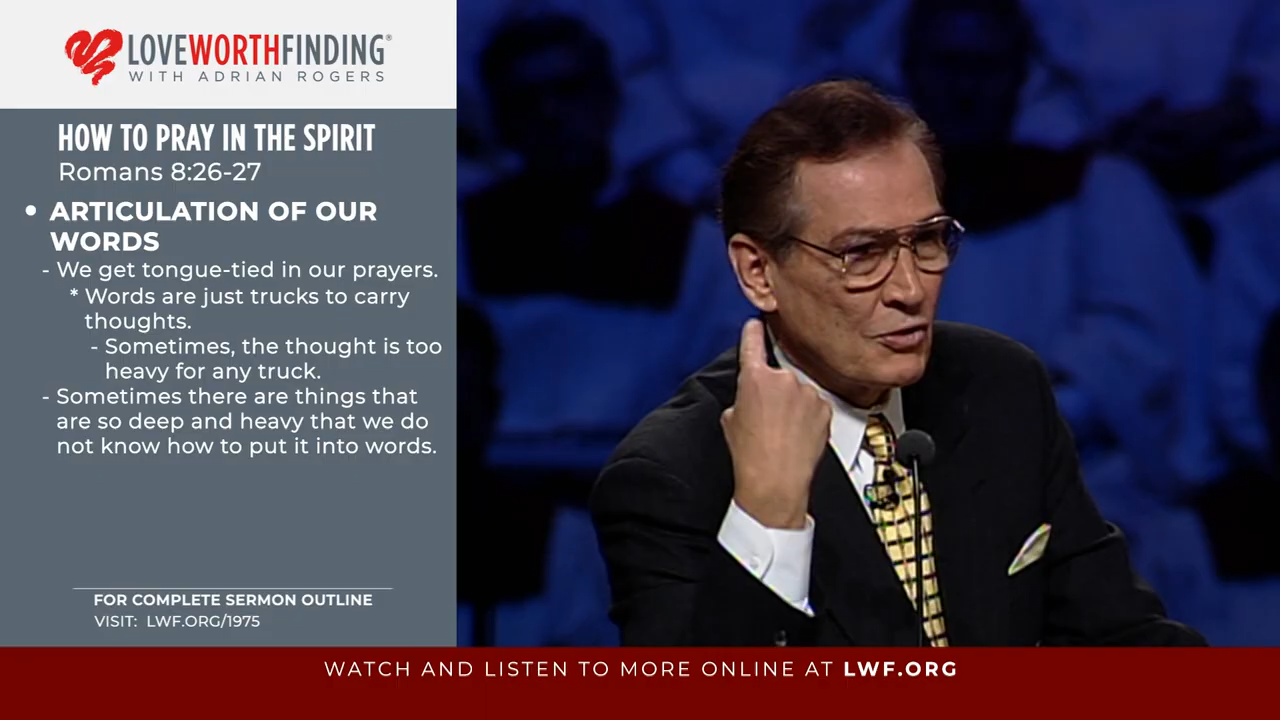 LOVEWORTHFINDING®
WITH ADRIAN ROGERS
HOW TO PRAY IN THE SPIRIT
Romans 8:26-27
• ARTICULATION OF OUR
WORDS
- We get tongue-tied in our prayers.
* Words are just trucks to carry
thoughts.
- Sometimes, the thought is too
heavy for any truck.
- Sometimes there are things that
are so deep and heavy that we do
not know how to put it into words.
FOR COMPLETE SERMON OUTLINE
VISIT: LWF.ORG/1975
WATCH AND LISTEN TO MORE ONLINE AT LWF.ORG